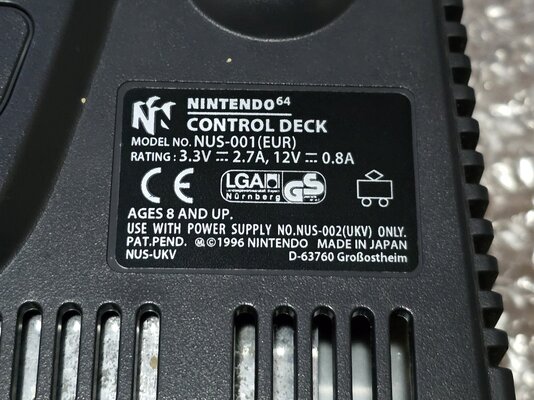 NINTENDO 64
CONTROL DECK
MODEL NO. NUS-001(EUR)
RATING : 3.3V ⎓ 2.7A, 12V ⎓ 0.8A
CE LGA GS
Nürnberg
AGES 8 AND UP.
USE WITH POWER SUPPLY NO.NUS-002(UKV) ONLY.
PAT.PEND. Ⓜ©1996 NINTENDO MADE IN JAPAN
NUS-UKV D-63760 Großostheim